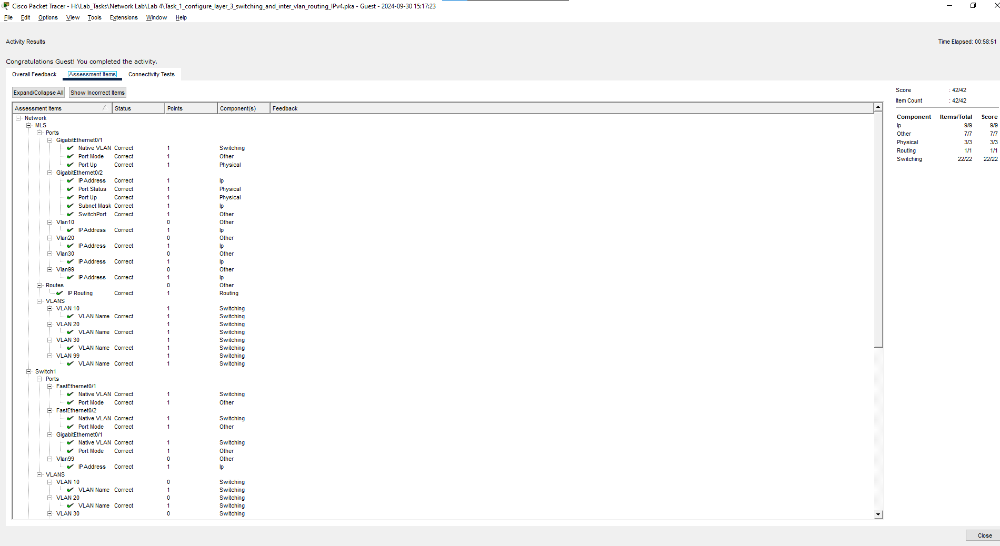 Cisco Packet Tracer - H:\Lab_Tasks\Network Lab\Lab 4\Task_1_configure_layer_3_switching_and_inter_vlan_routing_IPv4.pka - Guest - 2024-09-30 15:17:23
File Edit Options View Tools Extensions Window Help
Activity Results
Time Elapsed: 00:58:51
Congratulations Guest! You completed the activity.
Overall Feedback Assessment Items Connectivity Tests
Expand/Collapse All Show Incorrect Items
Assessment Items Status Points Component(s) Feedback
Network
MLS
Ports
GigabitEthernet0/1
Native VLAN Correct 1 Switching
Port Mode Correct 1 Other
Port Up Correct 1 Physical
GigabitEthernet0/2
IP Address Correct 1 Ip
Port Status Correct 1 Physical
Port Up Correct 1 Physical
Subnet Mask Correct 1 Ip
SwitchPort Correct 1 Other
Vlan10 0 Other
IP Address Correct 1 Ip
Vlan20 0 Other
IP Address Correct 1 Ip
Vlan30 0 Other
IP Address Correct 1 Ip
Vlan99 0 Other
IP Address Correct 1 Ip
Routes 0 Other
IP Routing Correct 1 Routing
VLANS
VLAN 10 1 Switching
VLAN Name Correct 1 Switching
VLAN 20 1 Switching
VLAN Name Correct 1 Switching
VLAN 30 1 Switching
VLAN Name Correct 1 Switching
VLAN 99 1 Switching
VLAN Name Correct 1 Switching
Switch1
Ports
FastEthernet0/1
Native VLAN Correct 1 Switching
Port Mode Correct 1 Other
FastEthernet0/2
Native VLAN Correct 1 Switching
Port Mode Correct 1 Other
GigabitEthernet0/1
Native VLAN Correct 1 Switching
Port Mode Correct 1 Other
Vlan99 0 Other
IP Address Correct 1 Ip
VLANS
VLAN 10 0 Switching
VLAN Name Correct 1 Switching
VLAN 20 0 Switching
VLAN Name Correct 1 Switching
VLAN 30 0 Switching
Score : 42/42
Item Count : 42/42
Component Items/Total Score
Ip 9/9 9/9
Other 7/7 7/7
Physical 3/3 3/3
Routing 1/1 1/1
Switching 22/22 22/22
Close